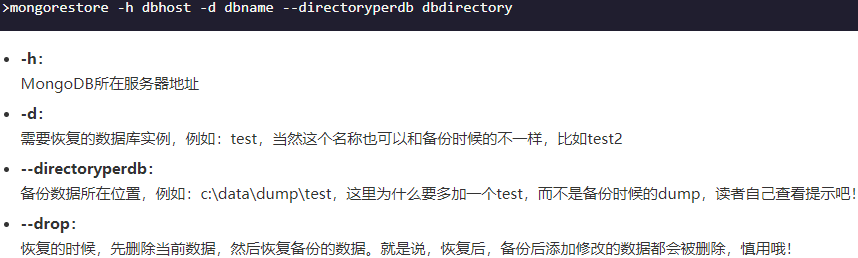 >mongorestore -h dbhost -d dbname --directoryperdb dbdirectory
-h:
MongoDB所在服务器地址
-d:
需要恢复的数据库实例，例如：test，当然这个名称也可以和备份时候的不一样，比如test2
--directoryperdb:
备份数据所在位置，例如：c:\data\dump\test，这里为什么要多加一个test，而不是备份时候的dump，读者自己查看提示吧！
--drop:
恢复的时候，先删除当前数据，然后恢复备份的数据。就是说，恢复后，备份后添加修改的数据都会被删除，慎用哦！